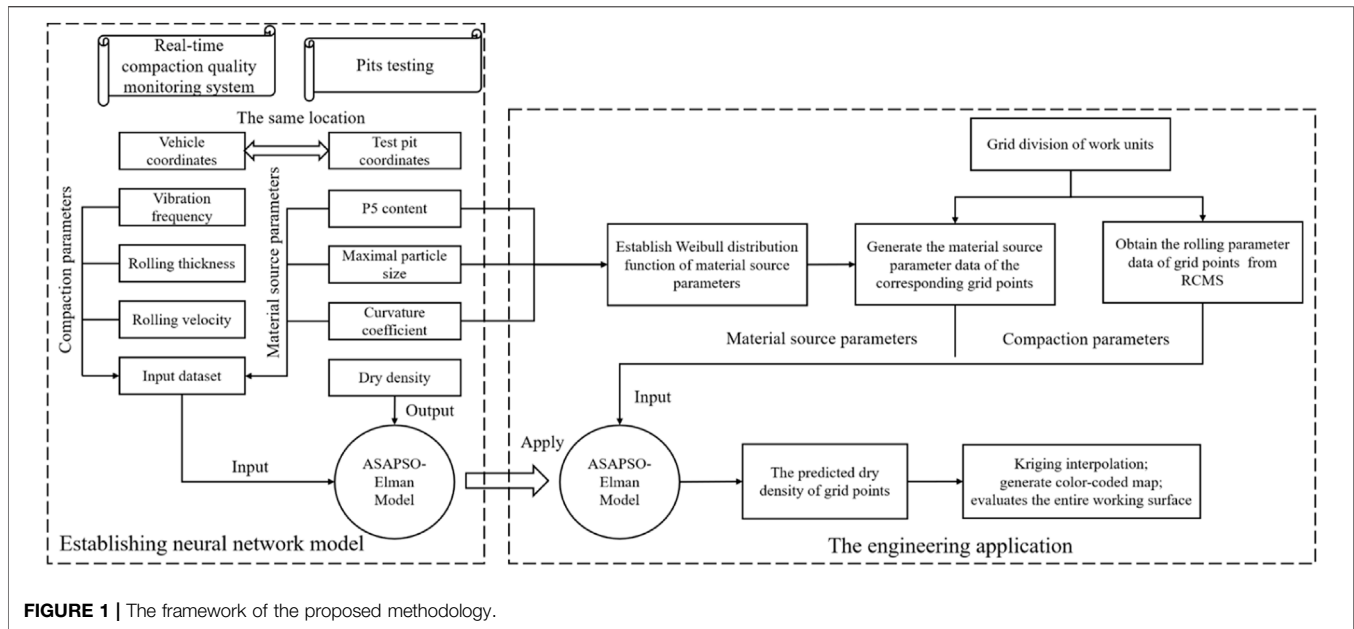 Real-time
compaction quality
monitoring system
Pits testing
The same location
Vehicle
coordinates
Test pit
coordinates
Compaction parameters
Vibration
frequency
Rolling thickness
Rolling velocity
Input dataset
Material source parameters
P5 content
Maximal particle
size
Curvature
coefficient
Dry density
Output
Input
ASAPSO-
Elman
Model
Establishing neural network model
Apply
Grid division of work units
Establish Weibull distribution
function of material source
parameters
Generate the material source
parameter data of the
corresponding grid points
Obtain the rolling parameter
data of grid points from
RCMS
Material source parameters
Compaction parameters
Input
ASAPSO-
Elman
Model
The predicted dry
density of grid points
Kriging interpolation;
generate color-coded map;
evaluates the entire working surface
The engineering application
FIGURE 1 | The framework of the proposed methodology.